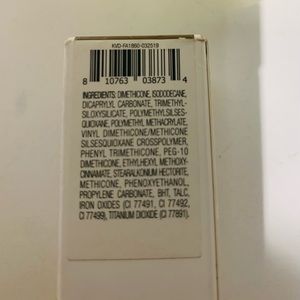 KVD-FA1860-032519
8 10763 03873 4
INGREDIENTS: DIMETHICONE, ISODODECANE,
DICAPRYLYL CARBONATE, TRIMETHYL-
SILOXYSILICATE, POLYMETHYLSILSES-
QUIOXANE, POLYMETHYL METHACRYLATE,
VINYL DIMETHICONE/METHICONE
SILSESQUIOXANE CROSSPOLYMER,
PHENYL TRIMETHICONE, PEG-10
DIMETHICONE, ETHYLHEXYL METHOXY-
CINNAMATE, STEARALKONIUM HECTORITE,
METHICONE, PHENOXYETHANOL,
PROPYLENE CARBONATE, BHT, TALC,
IRON OXIDES (CI 77491, CI 77492,
CI 77499), TITANIUM DIOXIDE (CI 77891).